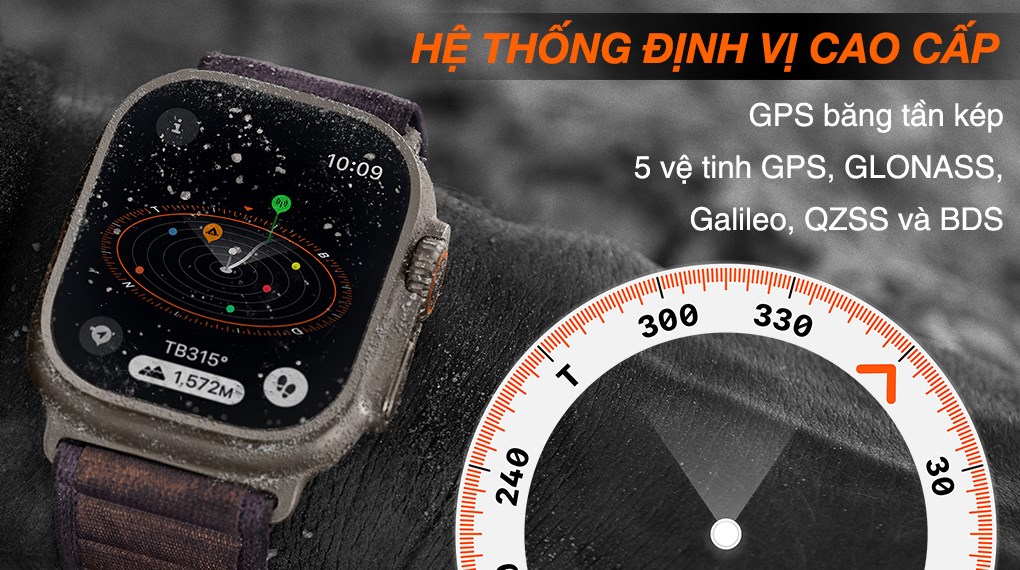 HỆ THỐNG ĐỊNH VỊ CAO CẤP
GPS băng tần kép
5 vệ tinh GPS, GLONASS,
Galileo, QZSS và BDS
10:09
T
B
N
D
TB315°
1,572M
300
330
T
240
30